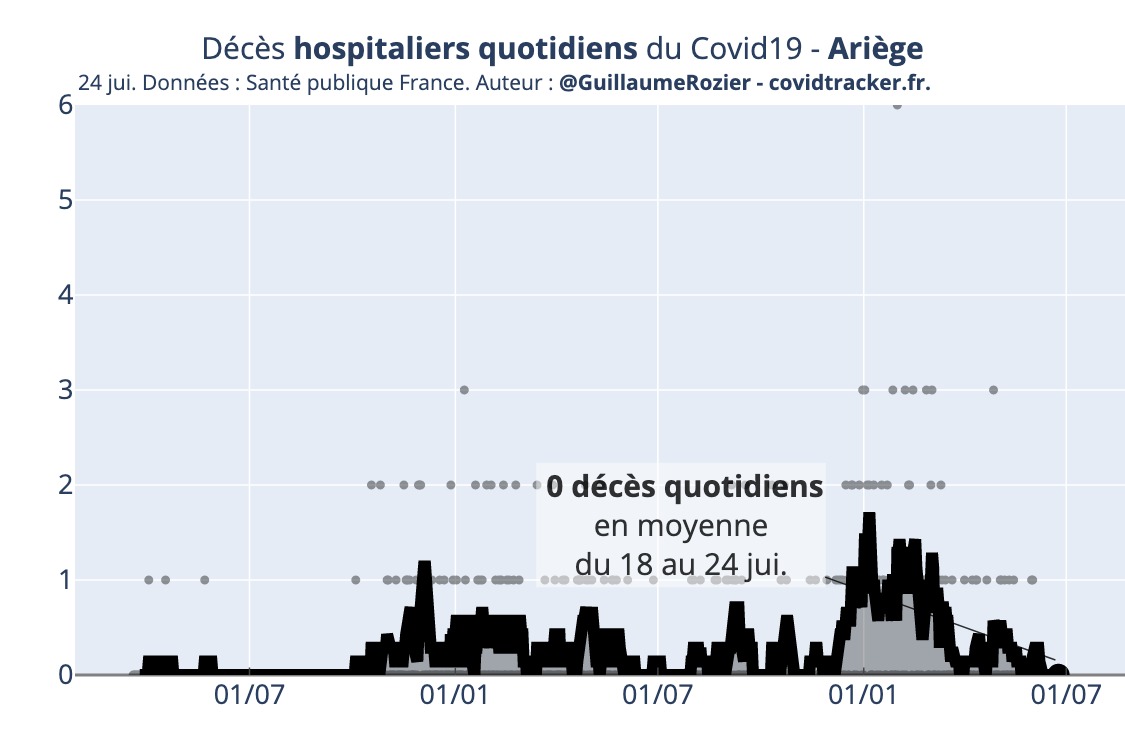 Décès hospitaliers quotidiens du Covid19 - Ariège
24 jui. Données : Santé publique France. Auteur : @GuillaumeRozier - covidtracker.fr.
6
5
4
3
2
1
0
0 décès quotidiens
en moyenne
du 18 au 24 jui.
01/07 01/01 01/07 01/01 01/07